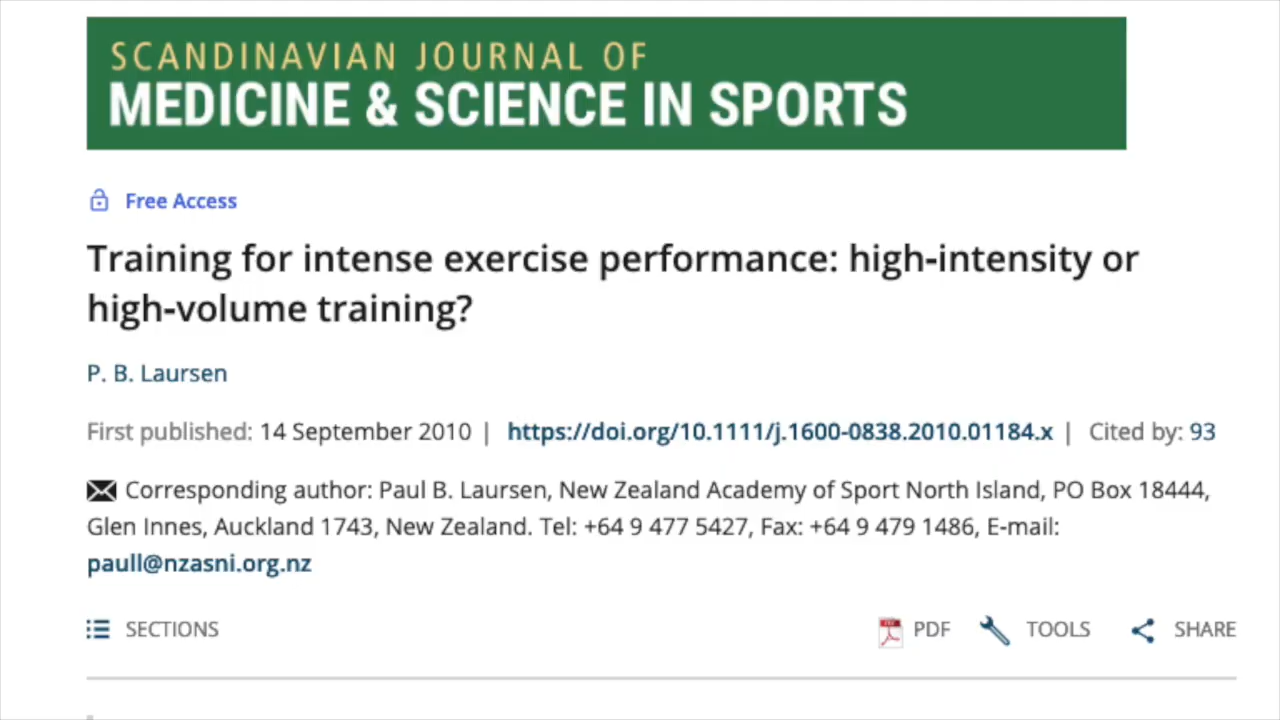 SCANDINAVIAN JOURNAL OF
MEDICINE & SCIENCE IN SPORTS
Free Access
Training for intense exercise performance: high-intensity or
high-volume training?
P. B. Laursen
First published: 14 September 2010 | https://doi.org/10.1111/j.1600-0838.2010.01184.x | Cited by: 93
Corresponding author: Paul B. Laursen, New Zealand Academy of Sport North Island, PO Box 18444,
Glen Innes, Auckland 1743, New Zealand. Tel: +64 9 477 5427, Fax: +64 9 479 1486, E-mail:
paull@nzasni.org.nz
SECTIONS PDF TOOLS SHARE